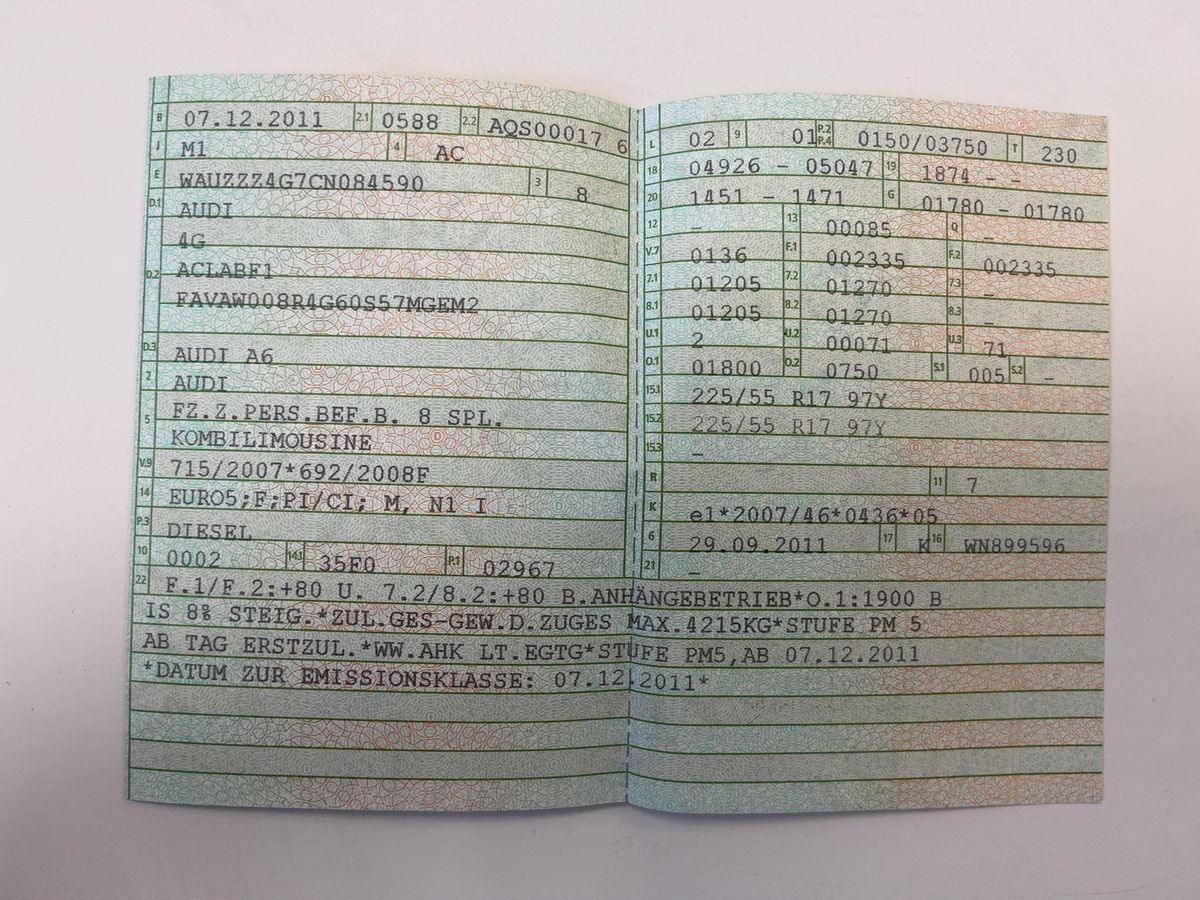 B 07.12.2011 2.1 0588 2.2 AQS00017 6
J M1 4 AC
E WAUZZZ4G7CN084590 3 8
D.1 AUDI
4G
D.2 ACLABF1
FAVAW008R4G60S57MGEM2
D.3 AUDI A6
2 AUDI
5 FZ.Z.PERS.BEF.B. 8 SPL.
KOMBILIMOUSINE
V.9 715/2007*692/2008F
14 EURO5;F;PI/CI; M, N1 I
P.3 DIESEL
10 0002 14.1 35F0 P.1 02967
L 02 9 01 P.2 P.4 0150/03750 T 230
18 04926 - 05047 19 1874 - -
20 1451 - 1471 G 01780 - 01780
12 - 13 00085 Q -
V.7 0136 F.1 002335 F.2 002335
7.1 01205 7.2 01270 7.3 -
8.1 01205 8.2 01270 8.3 -
U.1 2 U.2 00071 U.3 71
O.1 01800 O.2 0750 S.1 005 S.2 -
15.1 225/55 R17 97Y
15.2 225/55 R17 97Y
15.3 -
R 11 7
K e1*2007/46*0436*05
6 29.09.2011 17 K 16 WN899596
21 -
22 F.1/F.2:+80 U. 7.2/8.2:+80 B.ANHÄNGEBETRIEB*O.1:1900 B
IS 8% STEIG.*ZUL.GES-GEW.D.ZUGES MAX.4215KG*STUFE PM 5
AB TAG ERSTZUL.*WW.AHK LT.EGTG*STUFE PM5,AB 07.12.2011
*DATUM ZUR EMISSIONSKLASSE: 07.12.2011*